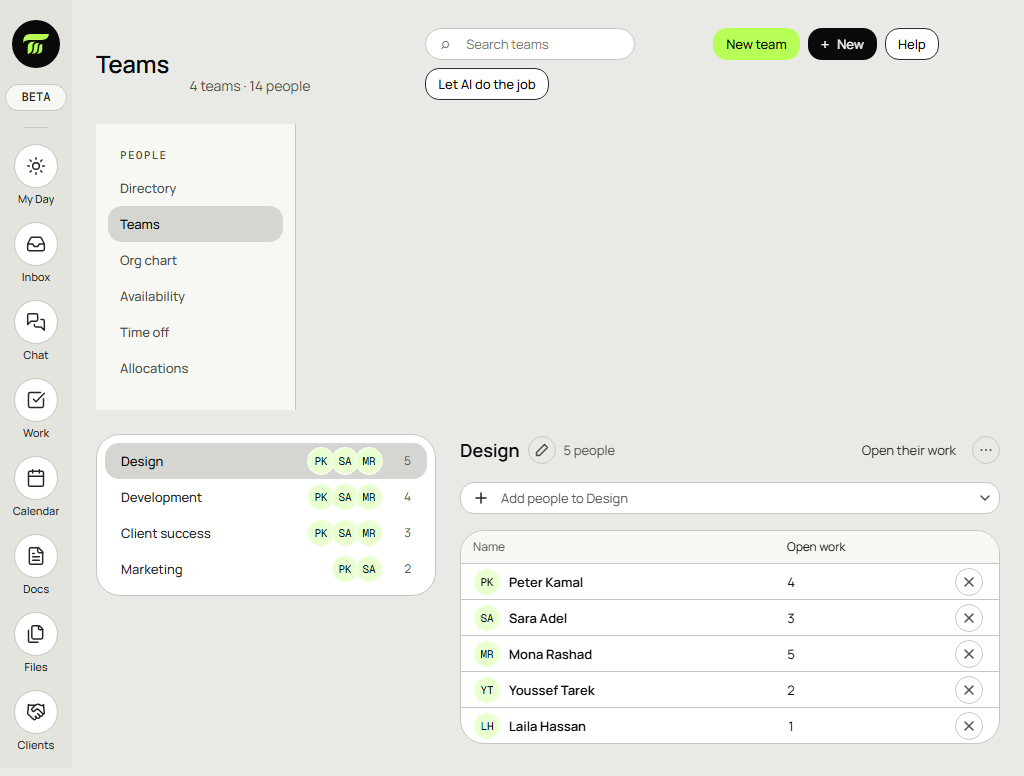 BETA
My Day
Inbox
Chat
Work
Calendar
Docs
Files
Clients
Teams
4 teams · 14 people
Search teams
New team
+ New
Help
Let AI do the job
PEOPLE
Directory
Teams
Org chart
Availability
Time off
Allocations
Design PK SA MR 5
Development PK SA MR 4
Client success PK SA MR 3
Marketing PK SA 2
Design 5 people Open their work
Add people to Design
Name Open work
PK Peter Kamal 4
SA Sara Adel 3
MR Mona Rashad 5
YT Youssef Tarek 2
LH Laila Hassan 1